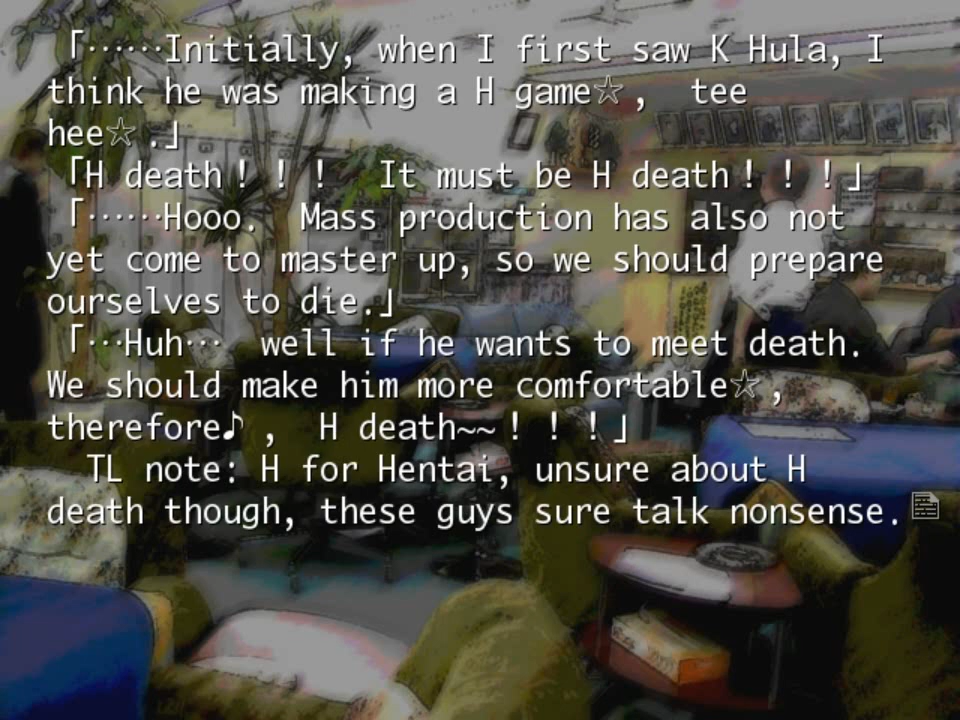 「……Initially, when I first saw K Hula, I
think he was making a H game☆, tee
hee☆.」
「H death！！！ It must be H death！！！」
「……Hooo. Mass production has also not
yet come to master up, so we should prepare
ourselves to die.」
「…Huh… well if he wants to meet death.
We should make him more comfortable☆,
therefore♪, H death~~！！！」
TL note: H for Hentai, unsure about H
death though, these guys sure talk nonsense.